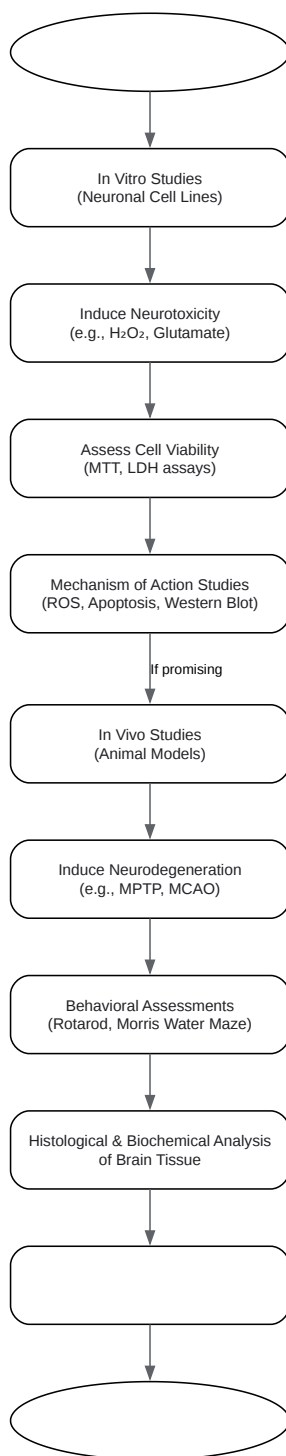 In Vitro Studies
(Neuronal Cell Lines)
Induce Neurotoxicity
(e.g., H₂O₂, Glutamate)
Assess Cell Viability
(MTT, LDH assays)
Mechanism of Action Studies
(ROS, Apoptosis, Western Blot)
If promising
In Vivo Studies
(Animal Models)
Induce Neurodegeneration
(e.g., MPTP, MCAO)
Behavioral Assessments
(Rotarod, Morris Water Maze)
Histological & Biochemical Analysis
of Brain Tissue